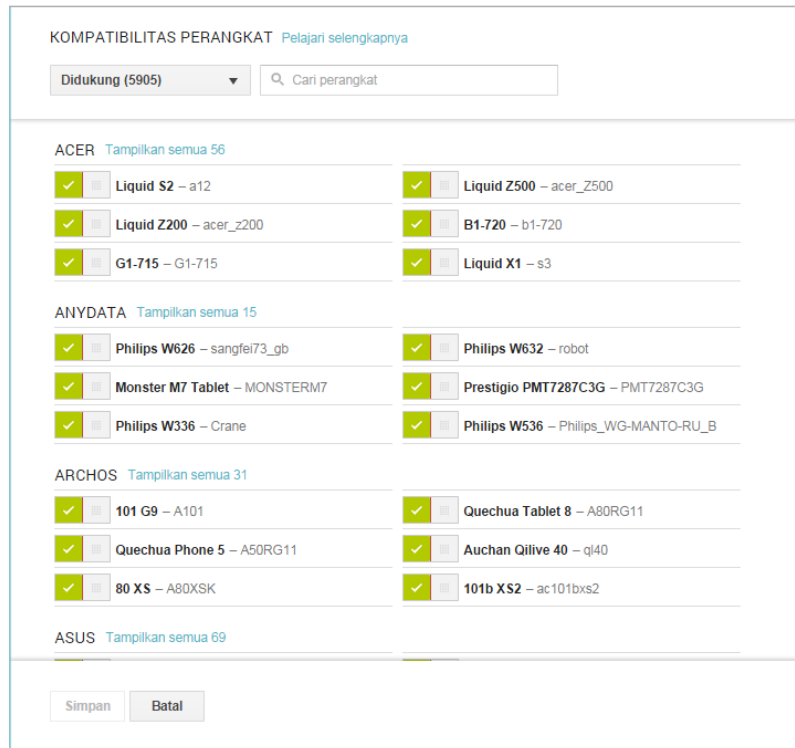 KOMPATIBILITAS PERANGKAT Pelajari selengkapnya
Didukung (5905)
Cari perangkat
ACER Tampilkan semua 56
Liquid S2 – a12
Liquid Z500 – acer_Z500
Liquid Z200 – acer_z200
B1-720 – b1-720
G1-715 – G1-715
Liquid X1 – s3
ANYDATA Tampilkan semua 15
Philips W626 – sangfei73_gb
Philips W632 – robot
Monster M7 Tablet – MONSTERM7
Prestigio PMT7287C3G – PMT7287C3G
Philips W336 – Crane
Philips W536 – Philips_WG-MANTO-RU_B
ARCHOS Tampilkan semua 31
101 G9 – A101
Quechua Tablet 8 – A80RG11
Quechua Phone 5 – A50RG11
Auchan Qilive 40 – ql40
80 XS – A80XSK
101b XS2 – ac101bxs2
ASUS Tampilkan semua 69
Simpan
Batal